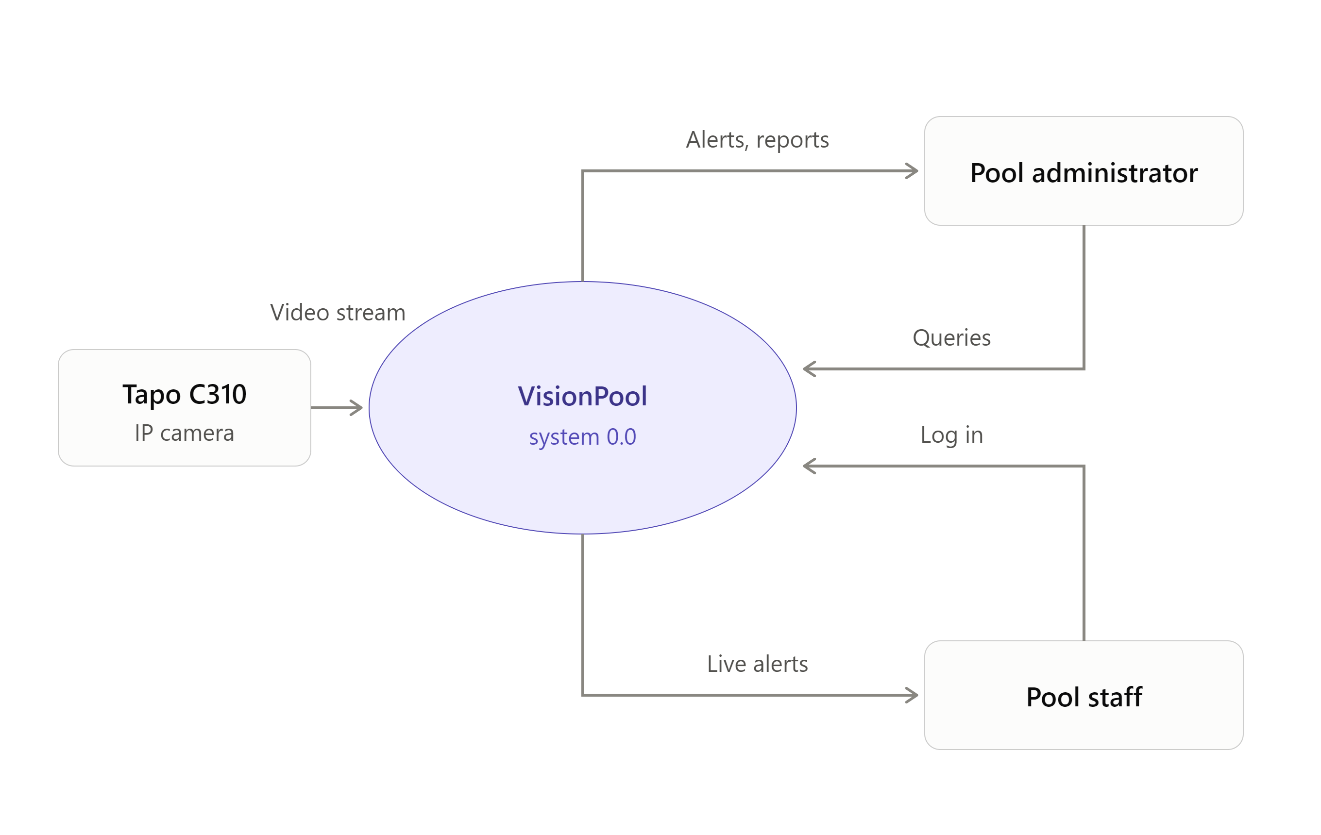 Alerts, reports
Pool administrator
Video stream
Queries
Tapo C310
IP camera
VisionPool
system 0.0
Log in
Live alerts
Pool staff